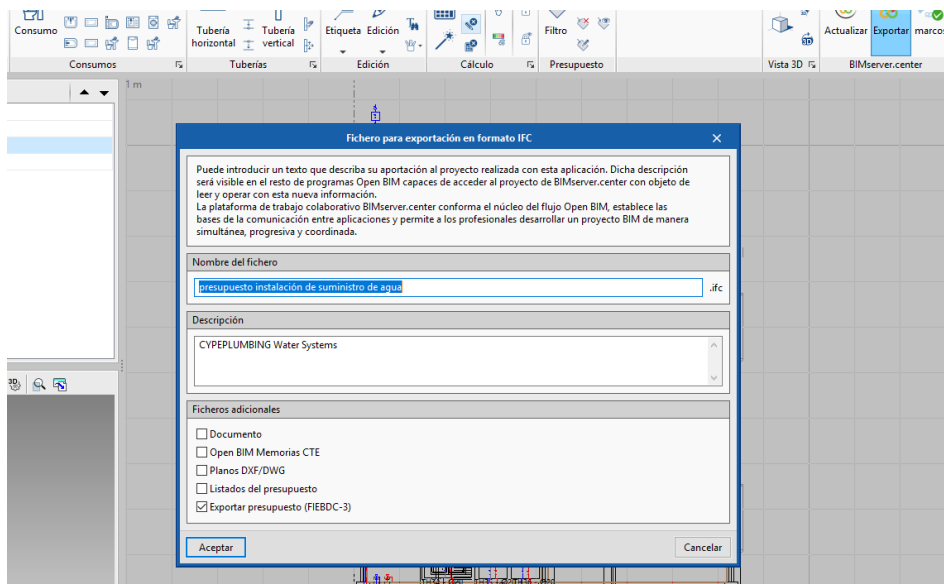 Consumo
Tubería
horizontal
Tubería
vertical
Etiqueta
Edición
Filtro
Actualizar
Exportar
marcos
Consumos
Tuberías
Edición
Cálculo
Presupuesto
Vista 3D
BIMserver.center
1 m
Fichero para exportación en formato IFC
Puede introducir un texto que describa su aportación al proyecto realizada con esta aplicación. Dicha descripción
será visible en el resto de programas Open BIM capaces de acceder al proyecto de BIMserver.center con objeto de
leer y operar con esta nueva información.
La plataforma de trabajo colaborativo BIMserver.center conforma el núcleo del flujo Open BIM, establece las
bases de la comunicación entre aplicaciones y permite a los profesionales desarrollar un proyecto BIM de manera
simultánea, progresiva y coordinada.
Nombre del fichero
presupuesto instalación de suministro de agua
.ifc
Descripción
CYPEPLUMBING Water Systems
3D
Ficheros adicionales
Documento
Open BIM Memorias CTE
Planos DXF/DWG
Listados del presupuesto
Exportar presupuesto (FIEBDC-3)
Aceptar
Cancelar